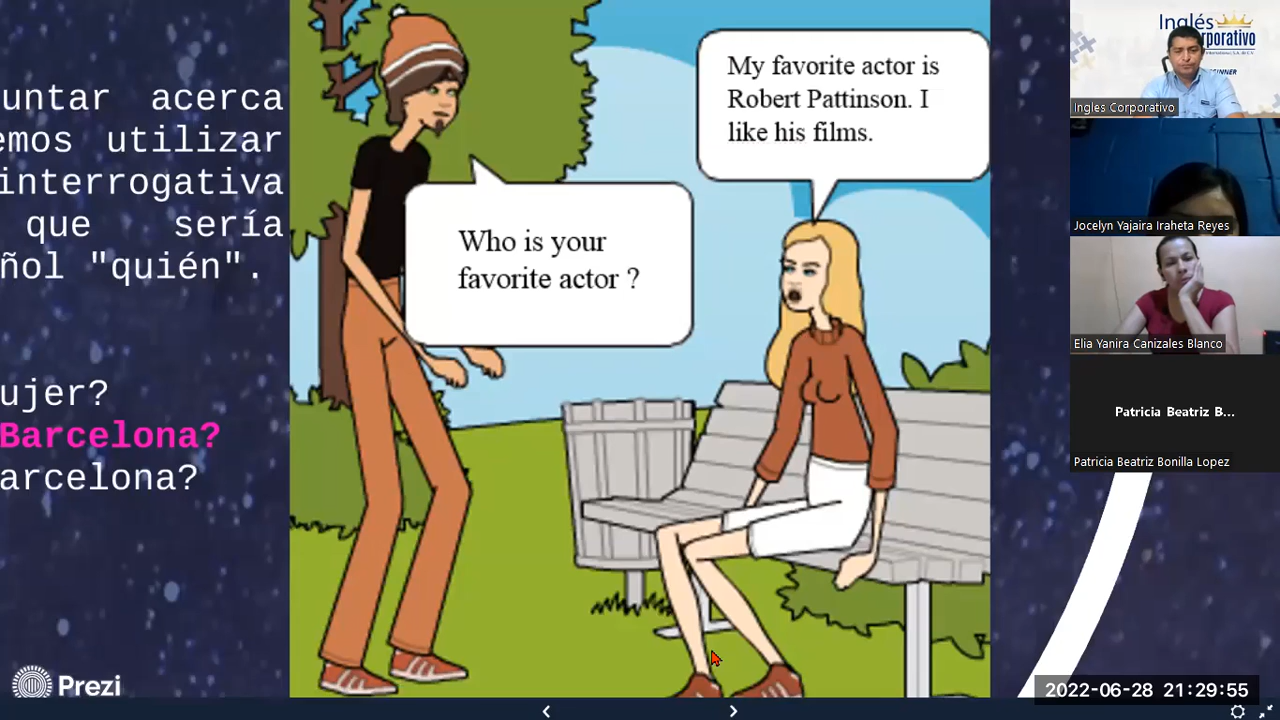 untar acerca
emos utilizar
interrogativa
que sería
ñol "quién".
ujer?
Barcelona?
arcelona?
Who is your
favorite actor ?
My favorite actor is
Robert Pattinson. I
like his films.
Prezi
Inglés
orporativo
Ingles Corporativo
Jocelyn Yajaira Iraheta Reyes
Elia Yanira Canizales Blanco
Patricia Beatriz B...
Patricia Beatriz Bonilla Lopez
2022-06-28 21:29:55